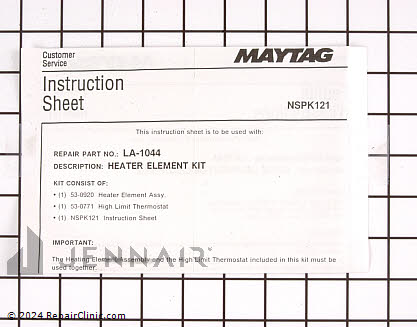 Customer
Service
MAYTAG
Instruction
Sheet
NSPK121
This instruction sheet is to be used with:
REPAIR PART NO.: LA-1044
DESCRIPTION: HEATER ELEMENT KIT
KIT CONSIST OF:
• (1) 53-0920 Heater Element Assy.
• (1) 53-0771 High Limit Thermostat
• (1) NSPK121 Instruction Sheet
IMPORTANT:
The Heating Element Assembly and the High Limit Thermostat included in this kit must be
used together.
JENNAIR
© 2024 RepairClinic.com